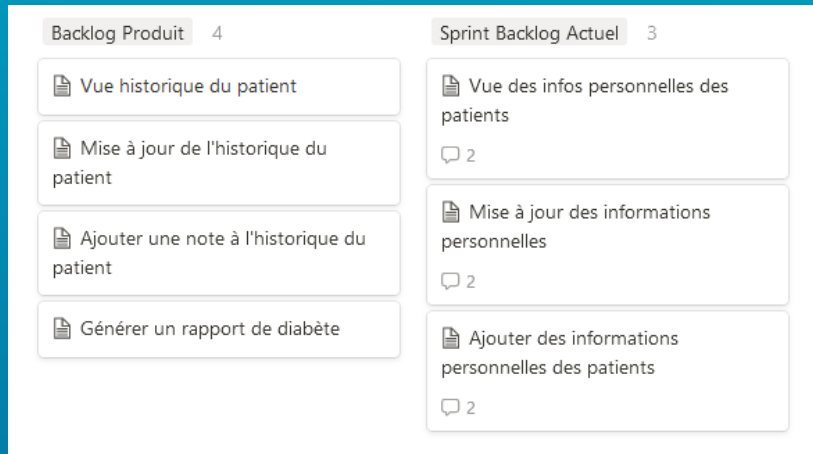 Backlog Produit 4
Vue historique du patient
Mise à jour de l'historique du
patient
Ajouter une note à l'historique du
patient
Générer un rapport de diabète
Sprint Backlog Actuel 3
Vue des infos personnelles des
patients
2
Mise à jour des informations
personnelles
2
Ajouter des informations
personnelles des patients
2